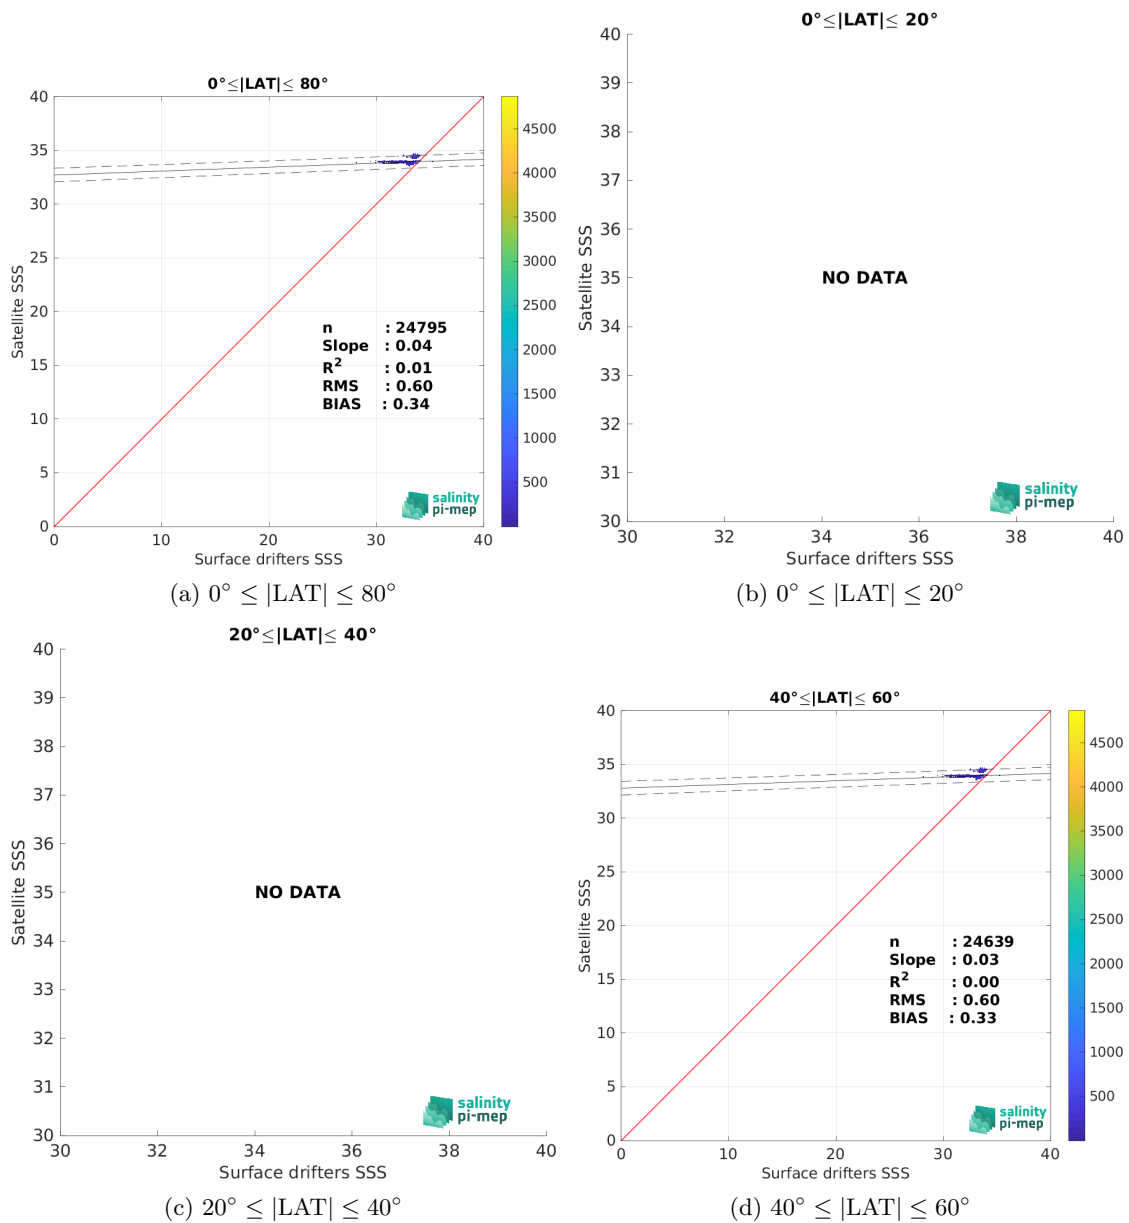 0°≤|LAT|≤ 80°
40
35
30
25
20
15
10
5
0
Satellite SSS
n : 24795
Slope : 0.04
R² : 0.01
RMS : 0.60
BIAS : 0.34
salinity
pi-mep
0 10 20 30 40
Surface drifters SSS
4500
4000
3500
3000
2500
2000
1500
1000
500
(a) 0° ≤ |LAT| ≤ 80°
0°≤|LAT|≤ 20°
40
39
38
37
36
35
34
33
32
31
30
Satellite SSS
NO DATA
salinity
pi-mep
30 32 34 36 38 40
Surface drifters SSS
(b) 0° ≤ |LAT| ≤ 20°
20°≤|LAT|≤ 40°
40
39
38
37
36
35
34
33
32
31
30
Satellite SSS
NO DATA
salinity
pi-mep
30 32 34 36 38 40
Surface drifters SSS
(c) 20° ≤ |LAT| ≤ 40°
40°≤|LAT|≤ 60°
40
35
30
25
20
15
10
5
0
Satellite SSS
n : 24639
Slope : 0.03
R² : 0.00
RMS : 0.60
BIAS : 0.33
salinity
pi-mep
0 10 20 30 40
Surface drifters SSS
4500
4000
3500
3000
2500
2000
1500
1000
500
(d) 40° ≤ |LAT| ≤ 60°